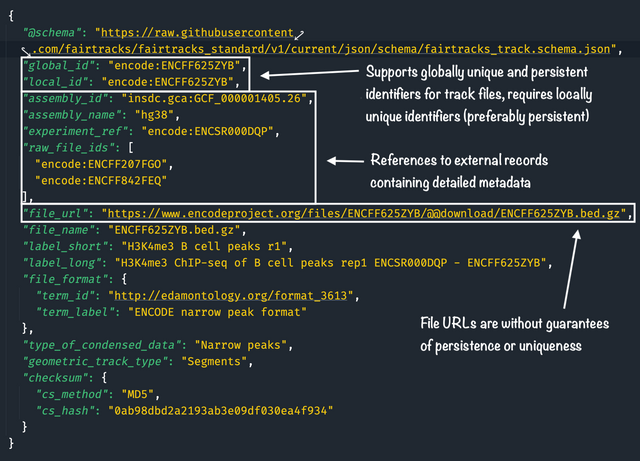 {
"@schema": "https://raw.githubusercontent
.com/fairtracks/fairtracks_standard/v1/current/json/schema/fairtracks_track.schema.json",
"global_id": "encode:ENCFF625ZYB",
"local_id": "encode:ENCFF625ZYB",
Supports globally unique and persistent
identifiers for track files, requires locally
unique identifiers (preferably persistent)
"assembly_id": "insdc.gca:GCF_000001405.26",
"assembly_name": "hg38",
"experiment_ref": "encode:ENCSR000DQP",
"raw_file_ids": [
"encode:ENCFF207FGO",
"encode:ENCFF842FEQ"
],
References to external records
containing detailed metadata
"file_url": "https://www.encodeproject.org/files/ENCFF625ZYB/@@download/ENCFF625ZYB.bed.gz",
"file_name": "ENCFF625ZYB.bed.gz",
"label_short": "H3K4me3 B cell peaks r1",
"label_long": "H3K4me3 ChIP-seq of B cell peaks rep1 ENCSR000DQP - ENCFF625ZYB",
"file_format": {
"term_id": "http://edamontology.org/format_3613",
"term_label": "ENCODE narrow peak format"
},
File URLs are without guarantees
of persistence or uniqueness
"type_of_condensed_data": "Narrow peaks",
"geometric_track_type": "Segments",
"checksum": {
"cs_method": "MD5",
"cs_hash": "0ab98dbd2a2193ab3e09df030ea4f934"
}
}